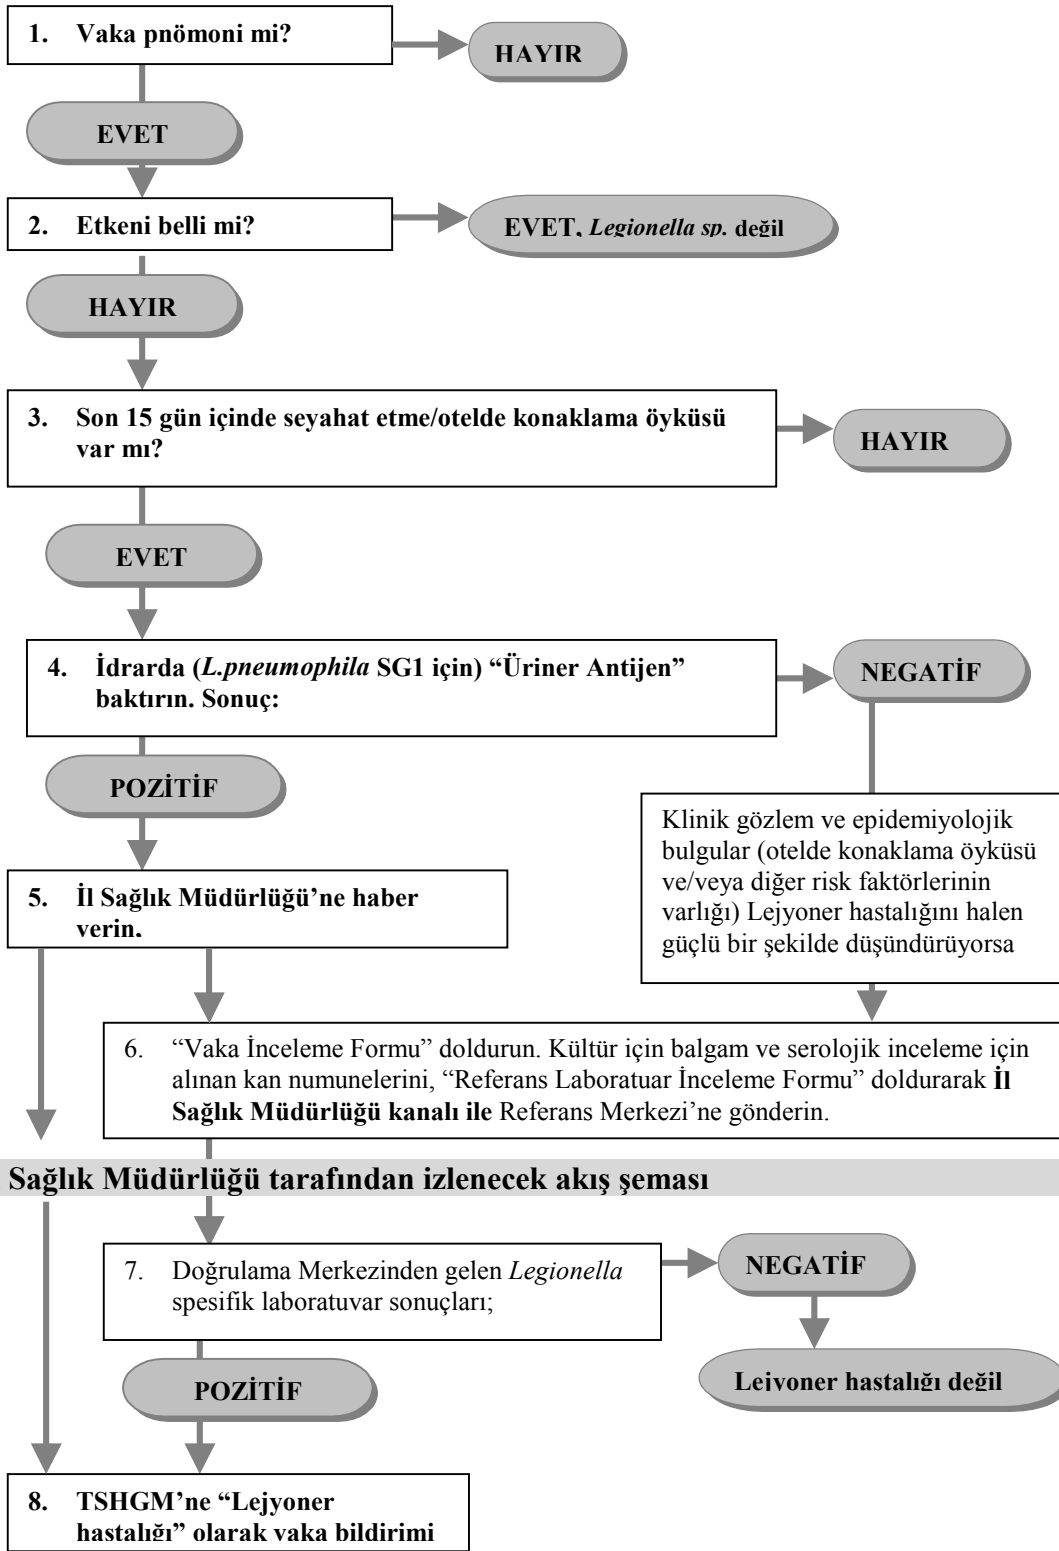 1. Vaka pnömoni mi?
HAYIR
EVET
2. Etkeni belli mi?
EVET, Legionella sp. değil
HAYIR
3. Son 15 gün içinde seyahat etme/otelde konaklama öyküsü
var mı?
HAYIR
EVET
4. İdrarda (L.pneumophila SG1 için) “Üriner Antijen”
baktırın. Sonuç:
NEGATİF
POZİTİF
Klinik gözlem ve epidemiyolojik
bulgular (otelde konaklama öyküsü
ve/veya diğer risk faktörlerinin
varlığı) Lejyoner hastalığını halen
güçlü bir şekilde düşündürüyorsa
5. İl Sağlık Müdürlüğü’ne haber
verin.
6. “Vaka İnceleme Formu” doldurun. Kültür için balgam ve serolojik inceleme için
alınan kan numunelerini, “Referans Laboratuar İnceleme Formu” doldurarak İl
Sağlık Müdürlüğü kanalı ile Referans Merkezi’ne gönderin.
Sağlık Müdürlüğü tarafından izlenecek akış şeması
7. Doğrulama Merkezinden gelen Legionella
spesifik laboratuvar sonuçları;
NEGATİF
Lejyoner hastalığı değil
POZİTİF
8. TSHGM’ne “Lejyoner
hastalığı” olarak vaka bildirimi